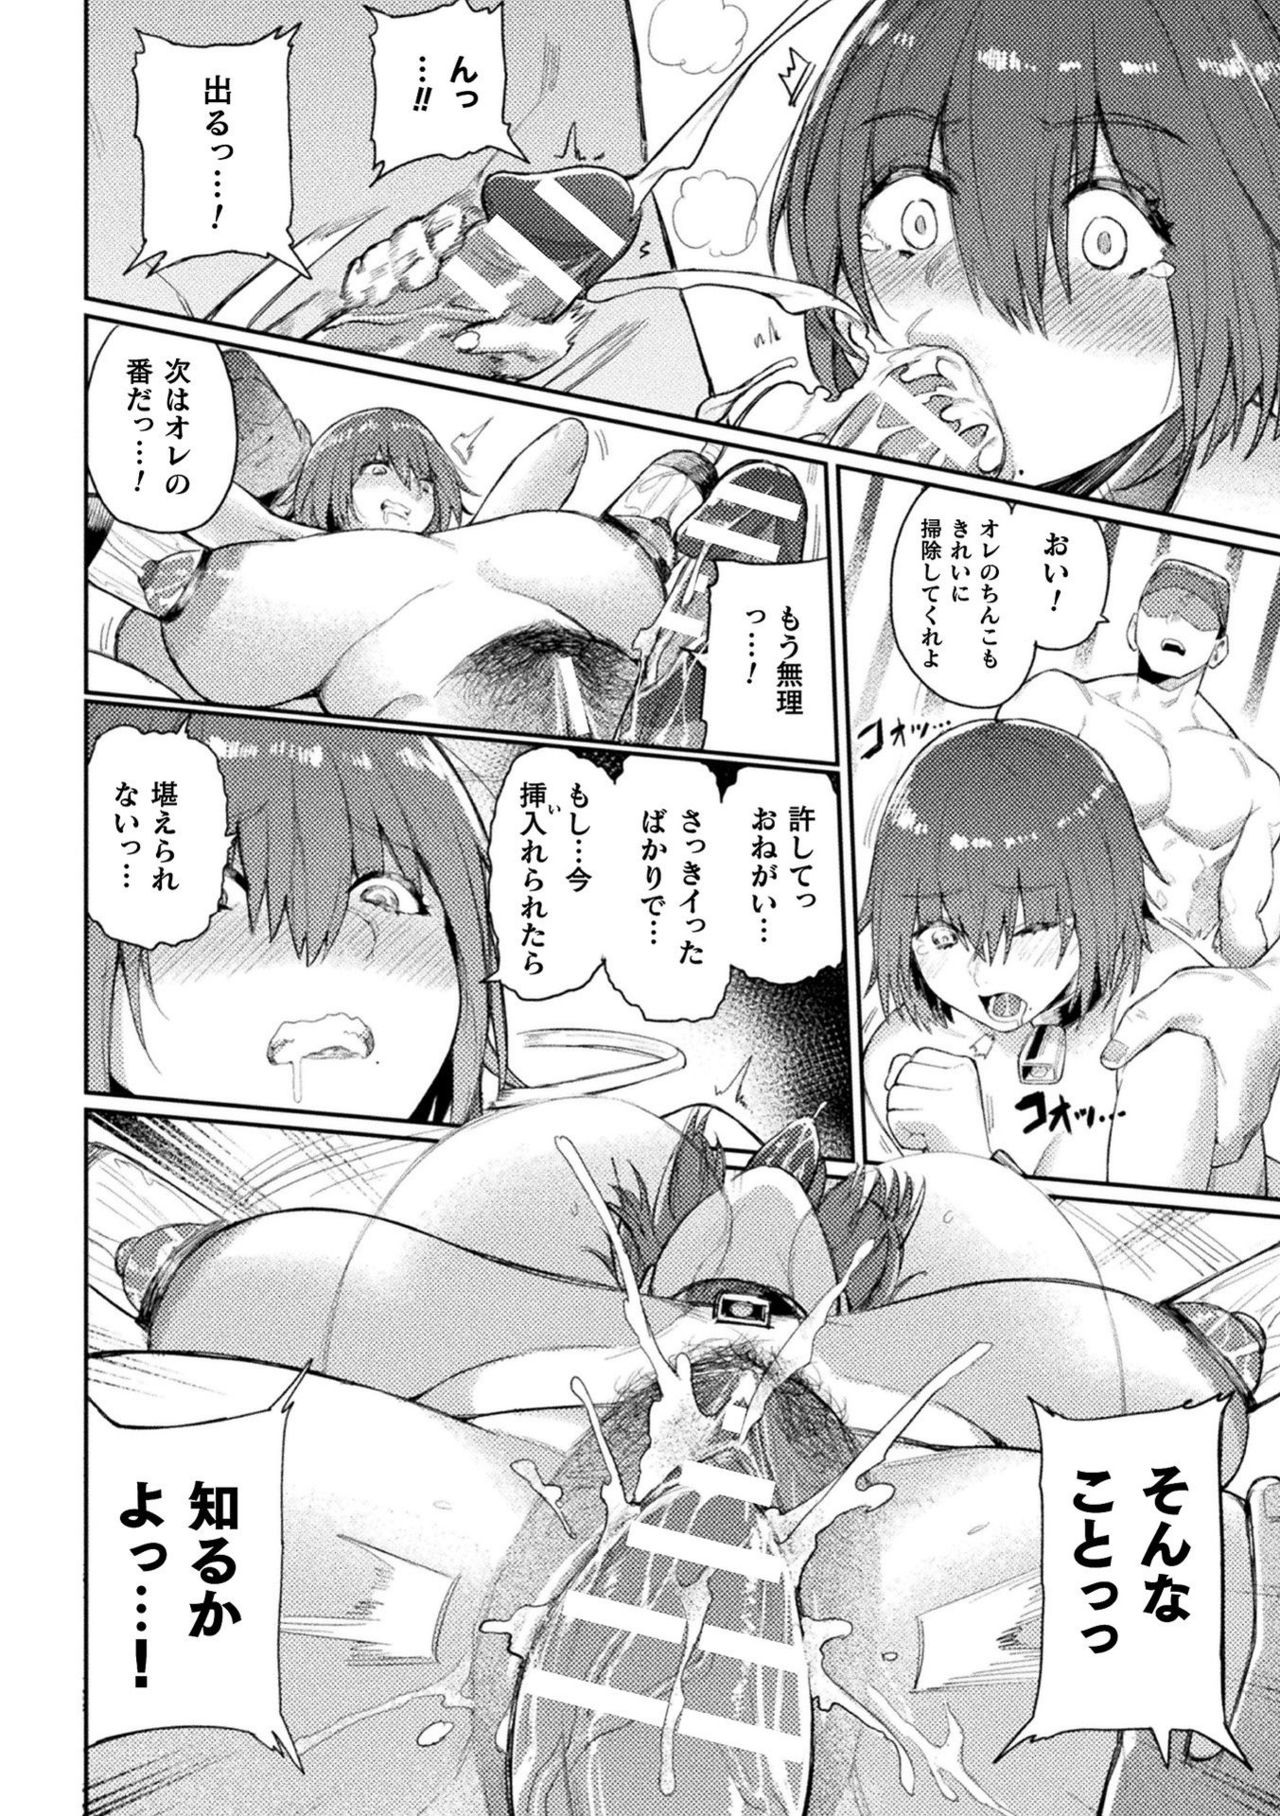 んっ
…!!
出るっ…！
おい！
オレのちんこも
きれいに
掃除してくれよ
コオッ…
コオッ…
次はオレの
番だっ…！
もう無理
っ…！
許してっ
おねがい…
さっきイった
ばかりで…
もし…今
挿入れられたら
い
堪えられ
ないっ…
そんな
ことっっ
知るか
よっ…！